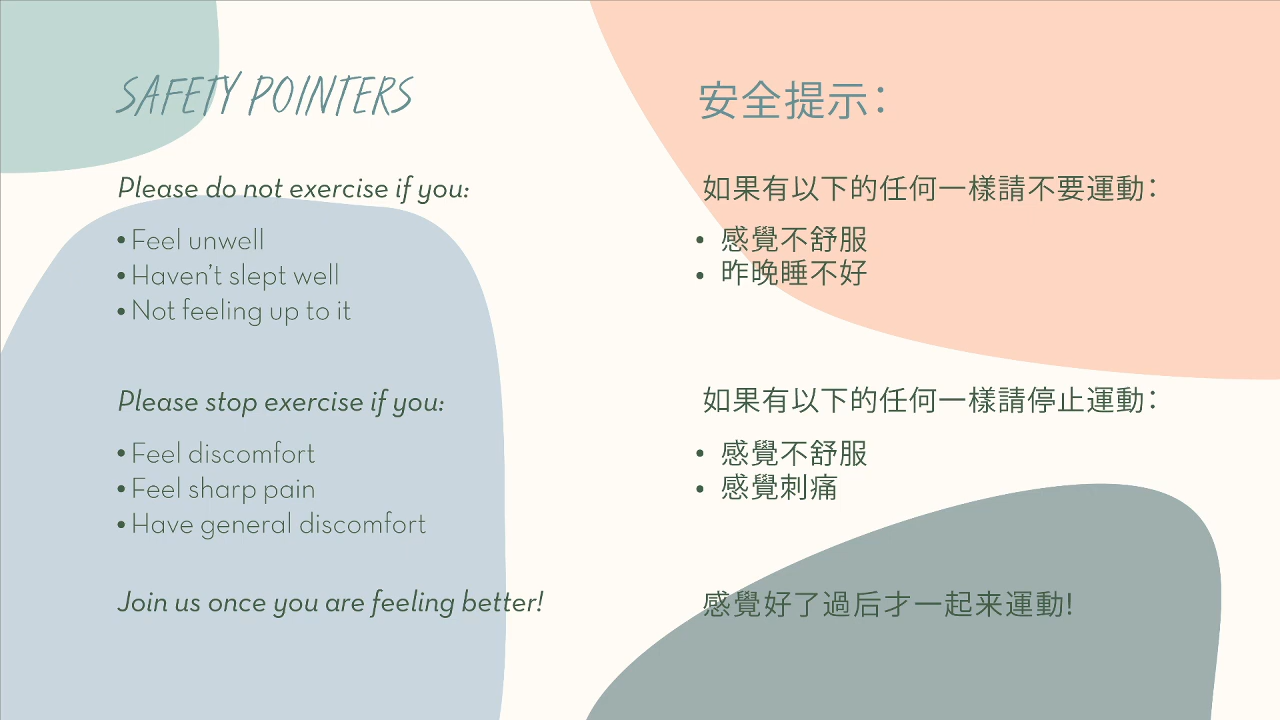 SAFETY POINTERS
Please do not exercise if you:
• Feel unwell
• Haven't slept well
• Not feeling up to it
Please stop exercise if you:
• Feel discomfort
• Feel sharp pain
• Have general discomfort
Join us once you are feeling better!
安全提示：
如果有以下的任何一樣請不要運動：
• 感覺不舒服
• 昨晚睡不好
如果有以下的任何一樣請停止運動：
• 感覺不舒服
• 感覺刺痛
感覺好了過后才一起来運動!